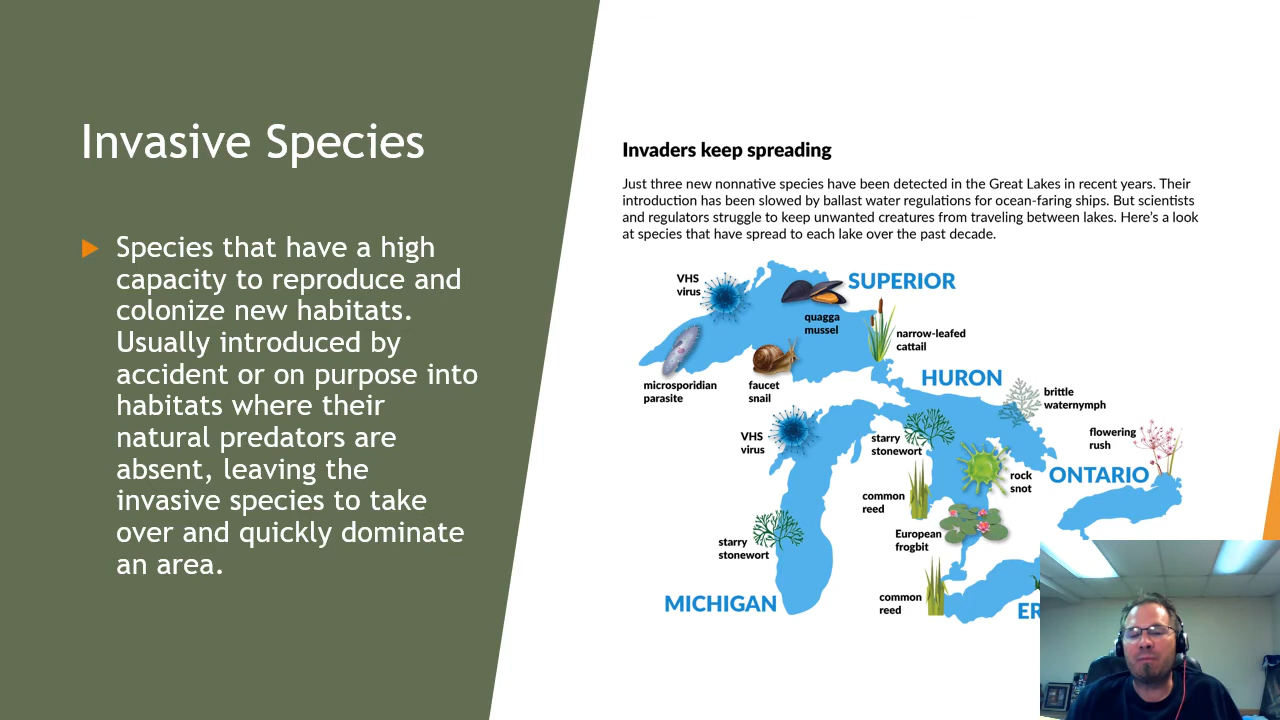 Invasive Species
Species that have a high
capacity to reproduce and
colonize new habitats.
Usually introduced by
accident or on purpose into
habitats where their
natural predators are
absent, leaving the
invasive species to take
over and quickly dominate
an area.
Invaders keep spreading
Just three new nonnative species have been detected in the Great Lakes in recent years. Their
introduction has been slowed by ballast water regulations for ocean-faring ships. But scientists
and regulators struggle to keep unwanted creatures from traveling between lakes. Here's a look
at species that have spread to each lake over the past decade.
VHS
virus
SUPERIOR
quagga
mussel
narrow-leafed
cattail
microsporidian
parasite
faucet
snail
HURON
brittle
waternymph
VHS
virus
starry
stonewort
flowering
rush
rock
snot
ONTARIO
common
reed
European
frogbit
starry
stonewort
MICHIGAN
common
reed
ER